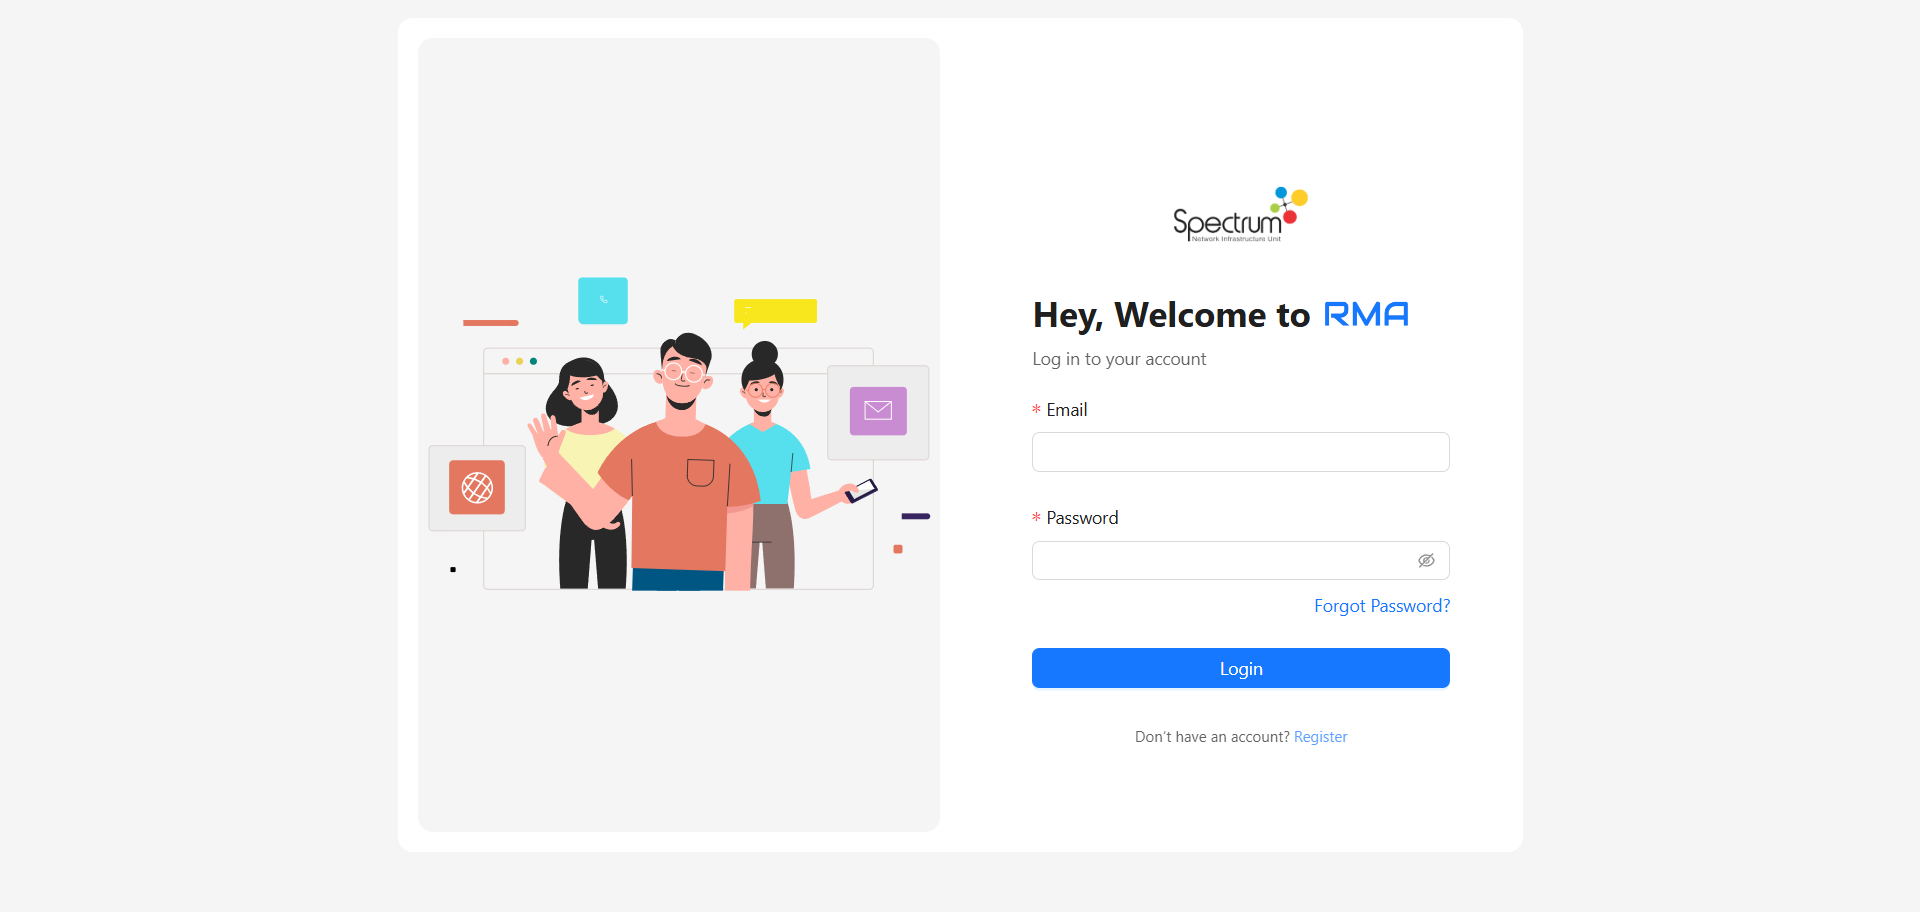 Spectrum
Network Infrastructure Unit
Hey, Welcome to RMA
Log in to your account
* Email
* Password
Forgot Password?
Login
Don't have an account? Register